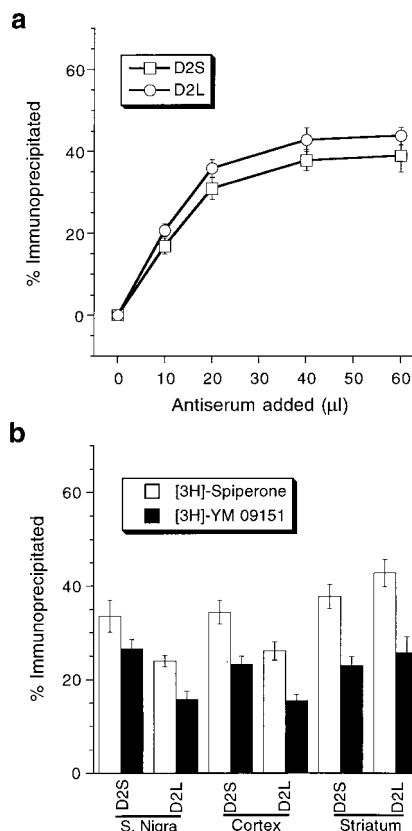 a
60
40
20
0
% Immunoprecipitated
D2S
D2L
0 10 20 30 40 50 60
Antiserum added (µl)
b
60
40
20
0
% Immunoprecipitated
[3H]-Spiperone
[3H]-YM 09151
D2S D2L D2S D2L D2S D2L
S. Nigra Cortex Striatum